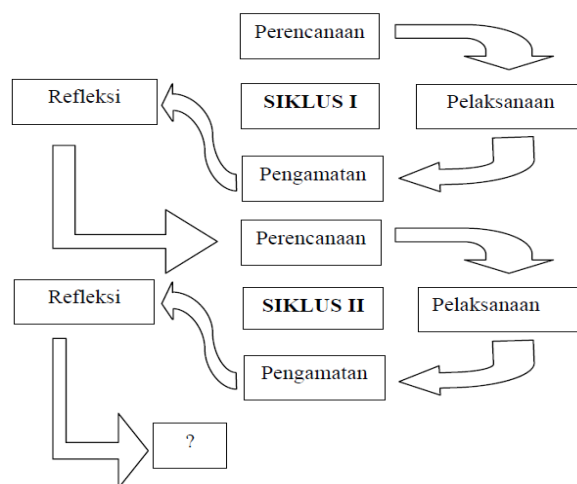 Perencanaan
Refleksi
SIKLUS I
Pelaksanaan
Pengamatan
Perencanaan
Refleksi
SIKLUS II
Pelaksanaan
Pengamatan
?